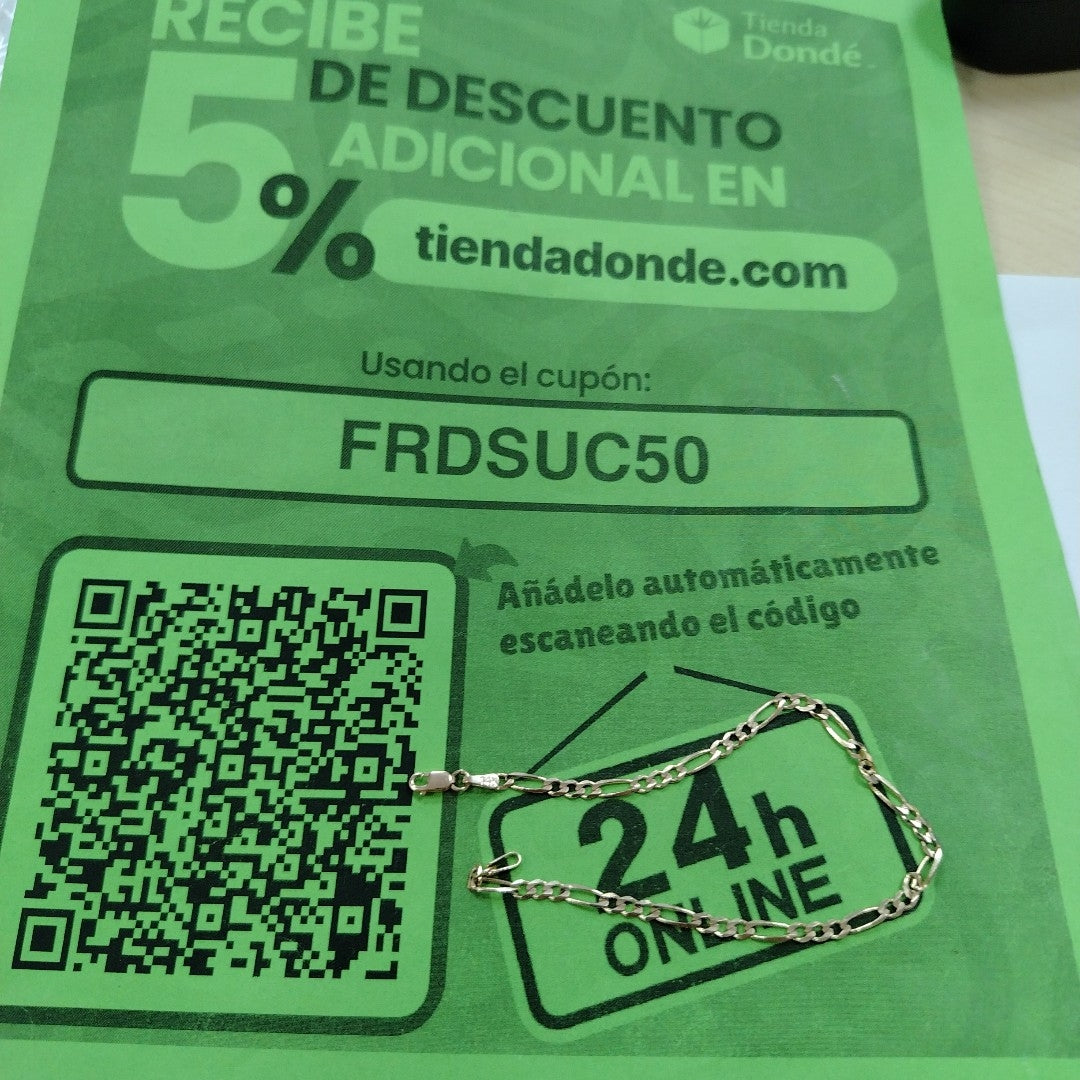 RECIBE
Tienda
Dondé
5%
DE DESCUENTO
ADICIONAL EN
tiendadonde.com
Usando el cupón:
FRDSUC50
Añádelo automáticamente
escaneando el código
24h
ONLINE